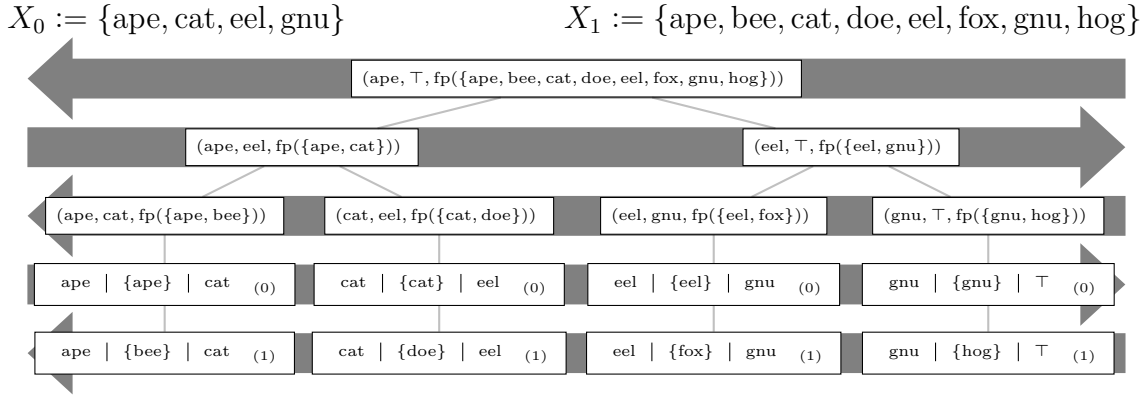 X₀ := {ape, cat, eel, gnu} X₁ := {ape, bee, cat, doe, eel, fox, gnu, hog}
(ape, ⊤, fp({ape, bee, cat, doe, eel, fox, gnu, hog}))
(ape, eel, fp({ape, cat})) (eel, ⊤, fp({eel, gnu}))
(ape, cat, fp({ape, bee})) (cat, eel, fp({cat, doe})) (eel, gnu, fp({eel, fox})) (gnu, ⊤, fp({gnu, hog}))
ape | {ape} | cat (0) cat | {cat} | eel (0) eel | {eel} | gnu (0) gnu | {gnu} | ⊤ (0)
ape | {bee} | cat (1) cat | {doe} | eel (1) eel | {fox} | gnu (1) gnu | {hog} | ⊤ (1)